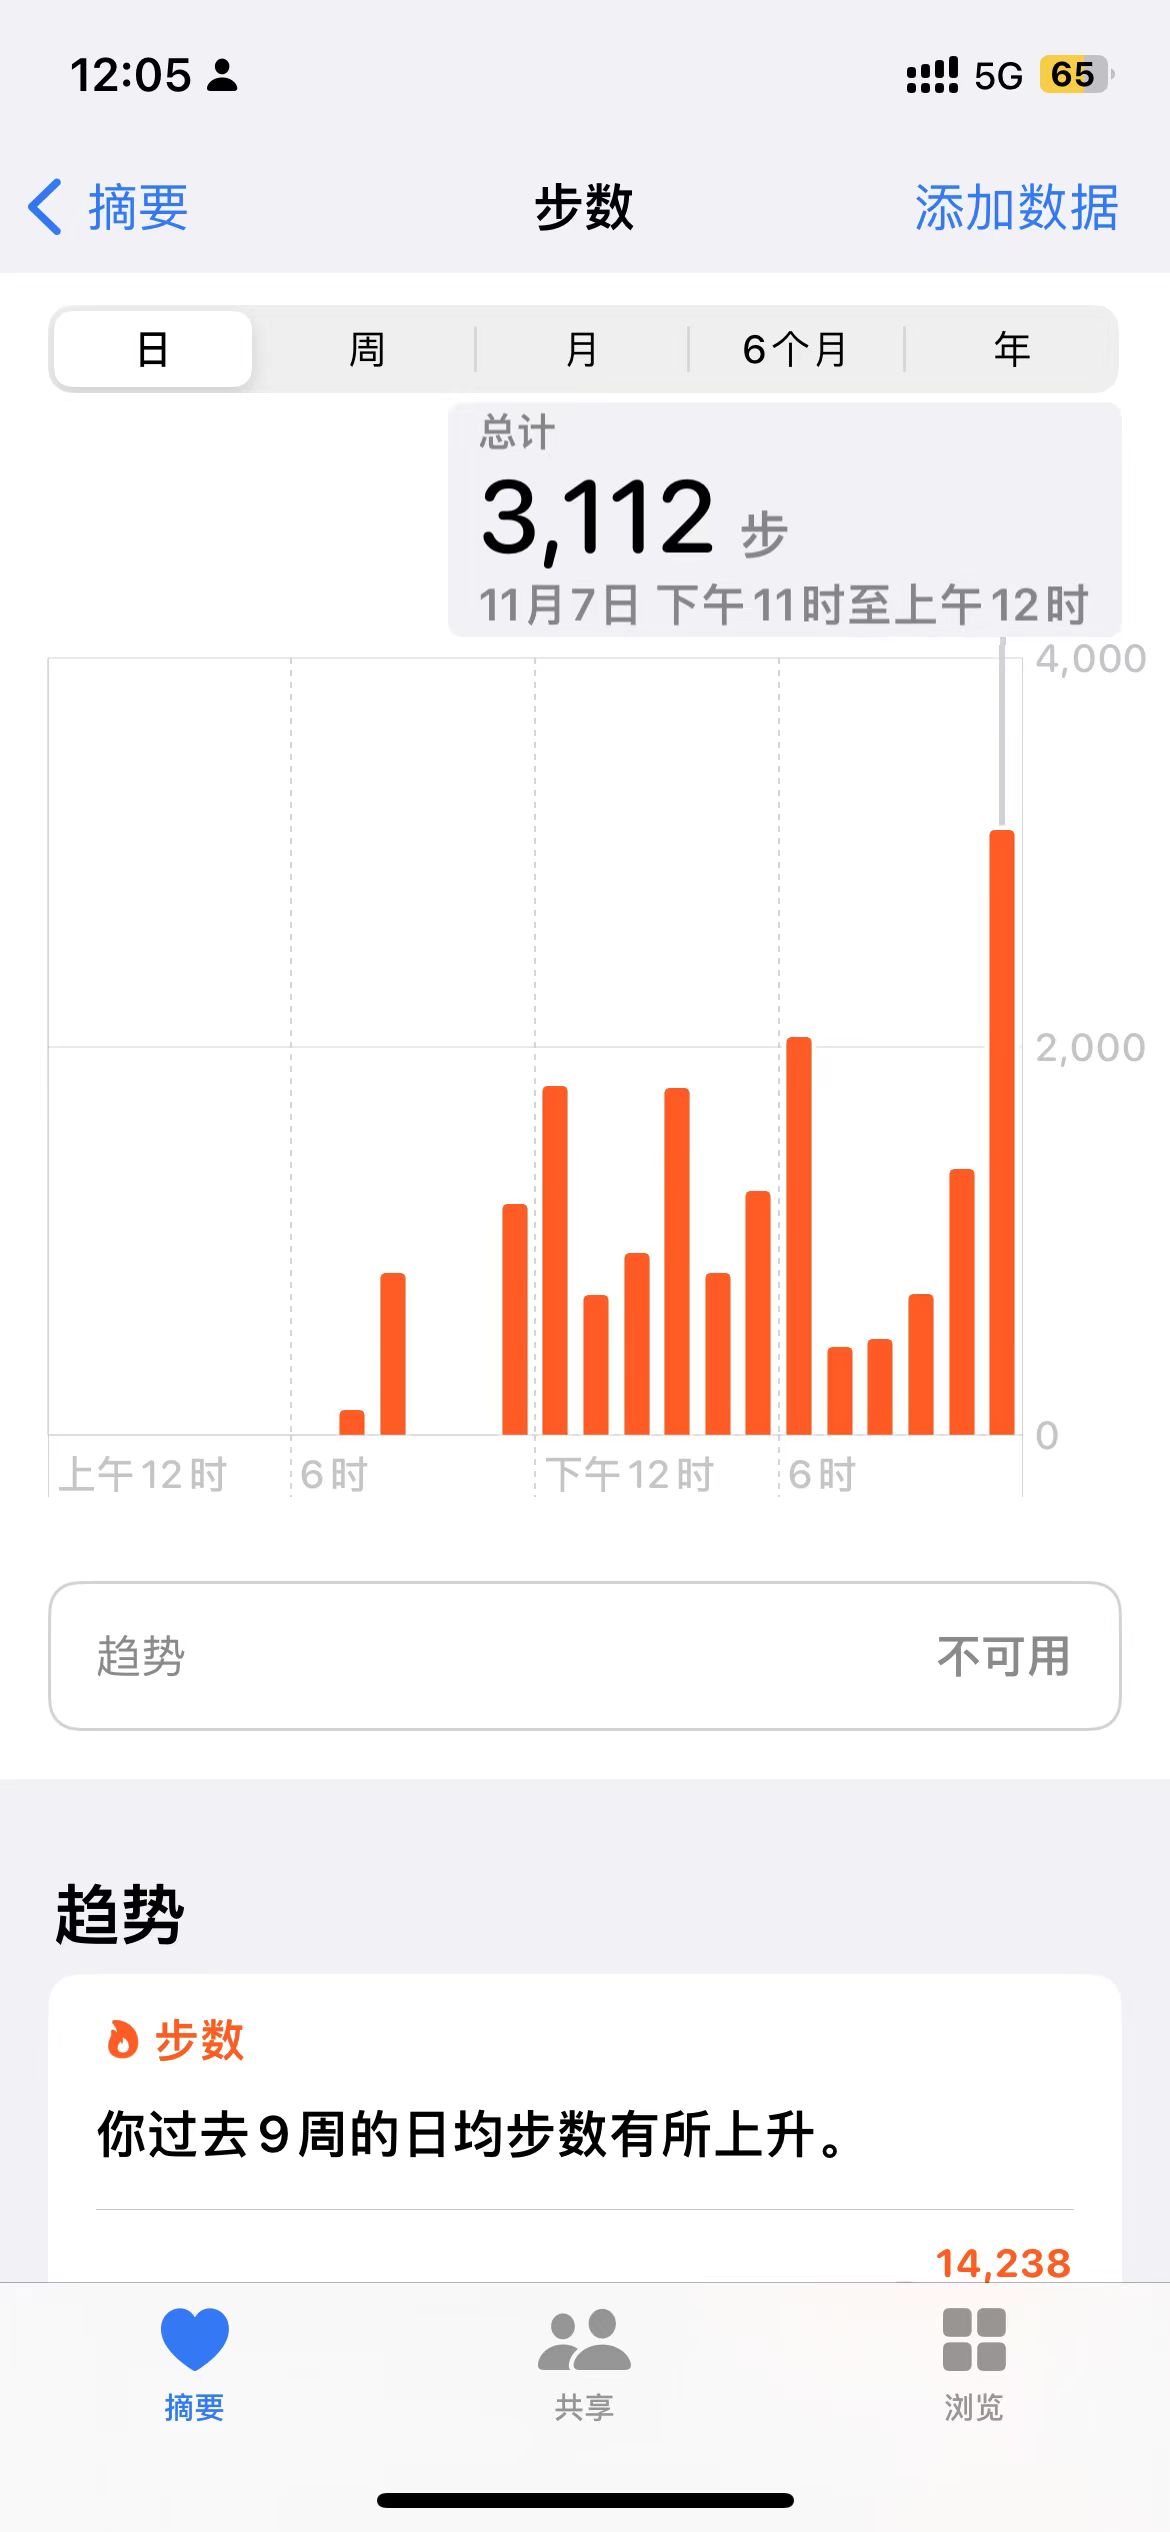 12:05 5G 65
摘要 步数 添加数据
日 周 月 6个月 年
总计
3,112 步
11月7日 下午11时至上午12时
4,000
2,000
0
上午12时 6时 下午12时 6时
趋势 不可用
趋势
步数
你过去9周的日均步数有所上升。
14,238
摘要 共享 浏览